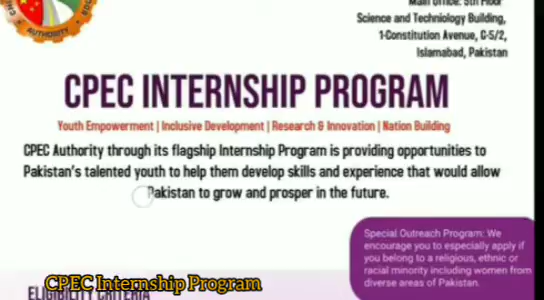 Main office: 5th Floor
Science and Technology Building,
1-Constitution Avenue, G-5/2,
Islamabad, Pakistan
AUTHORITY
CPEC INTERNSHIP PROGRAM
Youth Empowerment | Inclusive Development | Research & Innovation | Nation Building
CPEC Authority through its flagship Internship Program is providing opportunities to
Pakistan's talented youth to help them develop skills and experience that would allow
Pakistan to grow and prosper in the future.
Special Outreach Program: We
encourage you to especially apply if
you belong to a religious, ethnic or
racial minority including women from
diverse areas of Pakistan.
ELIGIBILITY CRITERIA
CPEC Internship Program